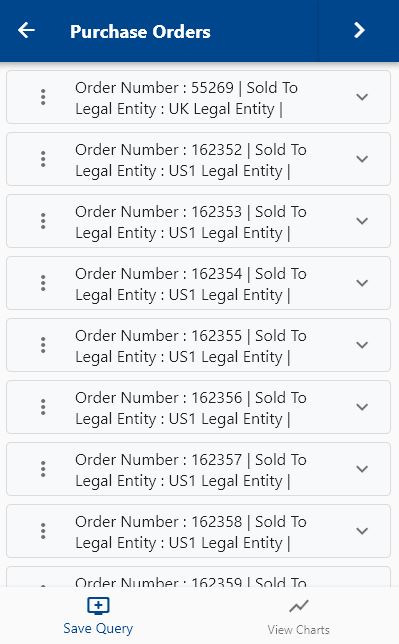 Purchase Orders
Order Number : 55269 | Sold To
Legal Entity : UK Legal Entity |
Order Number : 162352 | Sold To
Legal Entity : US1 Legal Entity |
Order Number : 162353 | Sold To
Legal Entity : US1 Legal Entity |
Order Number : 162354 | Sold To
Legal Entity : US1 Legal Entity |
Order Number : 162355 | Sold To
Legal Entity : US1 Legal Entity |
Order Number : 162356 | Sold To
Legal Entity : US1 Legal Entity |
Order Number : 162357 | Sold To
Legal Entity : US1 Legal Entity |
Order Number : 162358 | Sold To
Legal Entity : US1 Legal Entity |
Order Number : 162359 | Sold To
Save Query
View Charts